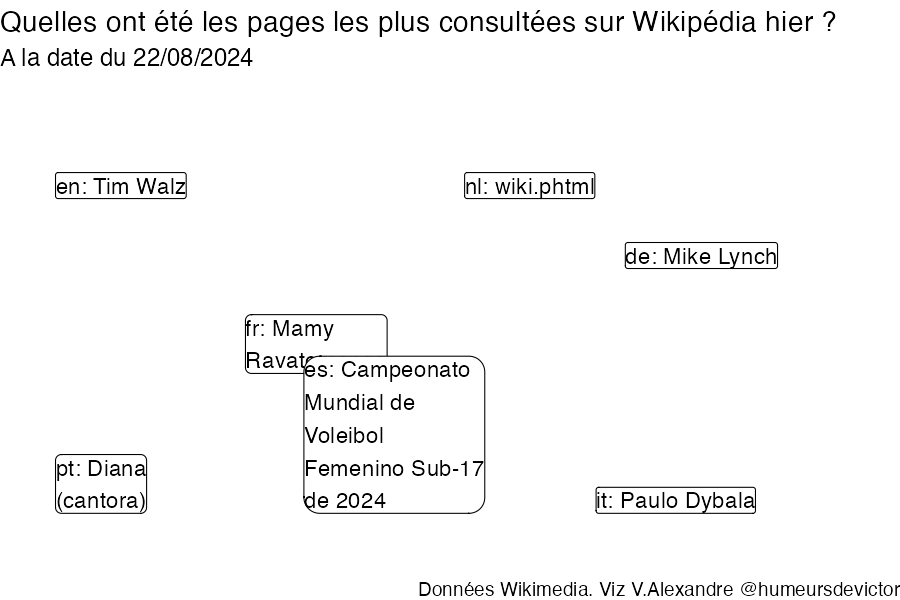 Quelles ont été les pages les plus consultées sur Wikipédia hier ?
A la date du 22/08/2024
en: Tim Walz
nl: wiki.phtml
de: Mike Lynch
fr: Mamy
es: Campeonato
Mundial de
Voleibol
Femenino Sub-17
de 2024
pt: Diana
(cantora)
it: Paulo Dybala
Données Wikimedia. Viz V.Alexandre @humeursdevictor